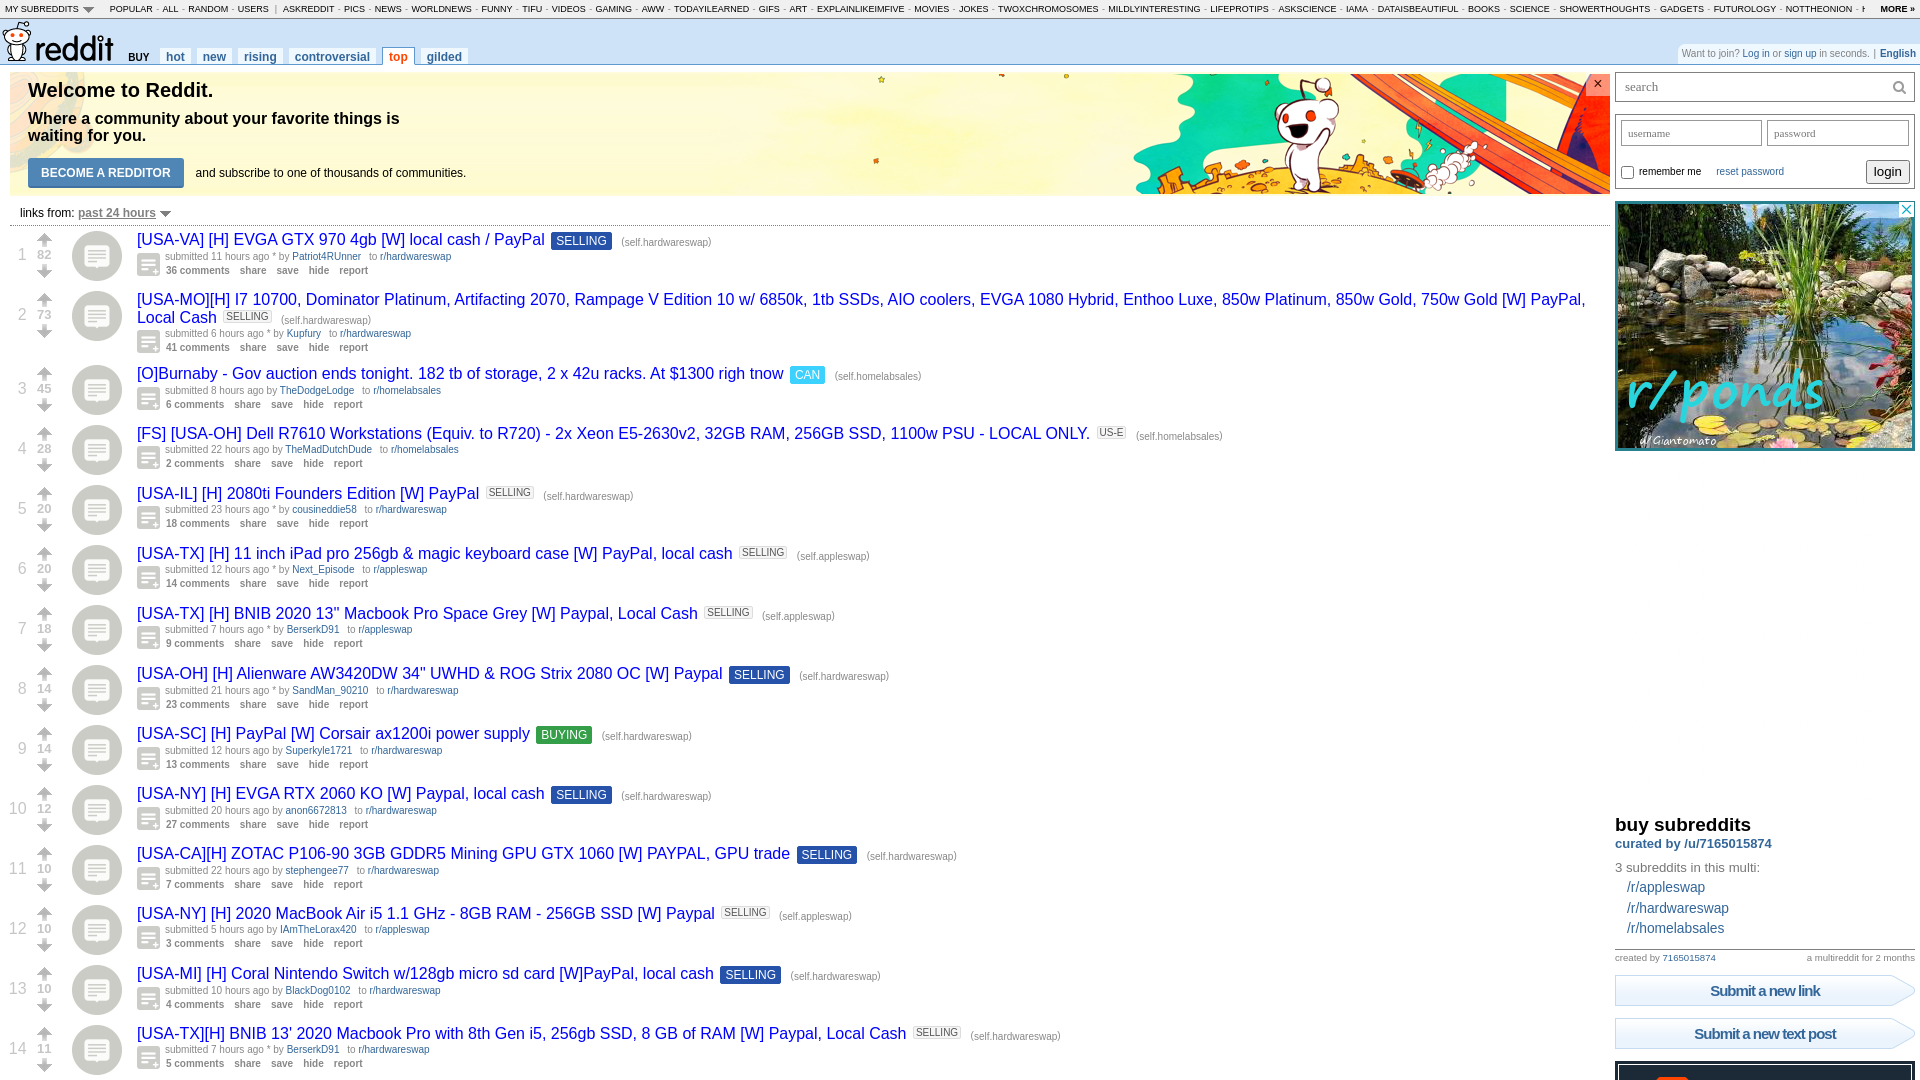 MY SUBREDDITS POPULAR - ALL - RANDOM - USERS | ASKREDDIT - PICS - NEWS - WORLDNEWS - FUNNY - TIFU - VIDEOS - GAMING - AWW - TODAYILEARNED - GIFS - ART - EXPLAINLIKEIMFIVE - MOVIES - JOKES - TWOXCHROMOSOMES - MILDLYINTERESTING - LIFEPROTIPS - ASKSCIENCE - IAMA - DATAISBEAUTIFUL - BOOKS - SCIENCE - SHOWERTHOUGHTS - GADGETS - FUTUROLOGY - NOTTHEONION - MORE »
reddit BUY hot new rising controversial top gilded
Want to join? Log in or sign up in seconds. | English
Welcome to Reddit.
Where a community about your favorite things is
waiting for you.
BECOME A REDDITOR and subscribe to one of thousands of communities.
×
search
username password
remember me reset password login
links from: past 24 hours
1 82 [USA-VA] [H] EVGA GTX 970 4gb [W] local cash / PayPal SELLING (self.hardwareswap)
submitted 11 hours ago * by Patriot4RUnner to r/hardwareswap
36 comments share save hide report
2 73 [USA-MO][H] I7 10700, Dominator Platinum, Artifacting 2070, Rampage V Edition 10 w/ 6850k, 1tb SSDs, AIO coolers, EVGA 1080 Hybrid, Enthoo Luxe, 850w Platinum, 850w Gold, 750w Gold [W] PayPal,
Local Cash SELLING (self.hardwareswap)
submitted 6 hours ago * by Kupfury to r/hardwareswap
41 comments share save hide report
3 45 [O]Burnaby - Gov auction ends tonight. 182 tb of storage, 2 x 42u racks. At $1300 righ tnow CAN (self.homelabsales)
submitted 8 hours ago by TheDodgeLodge to r/homelabsales
6 comments share save hide report
4 28 [FS] [USA-OH] Dell R7610 Workstations (Equiv. to R720) - 2x Xeon E5-2630v2, 32GB RAM, 256GB SSD, 1100w PSU - LOCAL ONLY. US-E (self.homelabsales)
submitted 22 hours ago by TheMadDutchDude to r/homelabsales
2 comments share save hide report
5 20 [USA-IL] [H] 2080ti Founders Edition [W] PayPal SELLING (self.hardwareswap)
submitted 23 hours ago * by cousineddie58 to r/hardwareswap
18 comments share save hide report
6 20 [USA-TX] [H] 11 inch iPad pro 256gb & magic keyboard case [W] PayPal, local cash SELLING (self.appleswap)
submitted 12 hours ago * by Next_Episode to r/appleswap
14 comments share save hide report
7 18 [USA-TX] [H] BNIB 2020 13'' Macbook Pro Space Grey [W] Paypal, Local Cash SELLING (self.appleswap)
submitted 7 hours ago * by BerserkD91 to r/appleswap
9 comments share save hide report
8 14 [USA-OH] [H] Alienware AW3420DW 34" UWHD & ROG Strix 2080 OC [W] Paypal SELLING (self.hardwareswap)
submitted 21 hours ago * by SandMan_90210 to r/hardwareswap
23 comments share save hide report
9 14 [USA-SC] [H] PayPal [W] Corsair ax1200i power supply BUYING (self.hardwareswap)
submitted 12 hours ago by Superkyle1721 to r/hardwareswap
13 comments share save hide report
10 12 [USA-NY] [H] EVGA RTX 2060 KO [W] Paypal, local cash SELLING (self.hardwareswap)
submitted 20 hours ago by anon6672813 to r/hardwareswap
27 comments share save hide report
11 10 [USA-CA][H] ZOTAC P106-90 3GB GDDR5 Mining GPU GTX 1060 [W] PAYPAL, GPU trade SELLING (self.hardwareswap)
submitted 22 hours ago by stephengee77 to r/hardwareswap
7 comments share save hide report
12 10 [USA-NY] [H] 2020 MacBook Air i5 1.1 GHz - 8GB RAM - 256GB SSD [W] Paypal SELLING (self.appleswap)
submitted 5 hours ago by IAmTheLorax420 to r/appleswap
3 comments share save hide report
13 10 [USA-MI] [H] Coral Nintendo Switch w/128gb micro sd card [W]PayPal, local cash SELLING (self.hardwareswap)
submitted 10 hours ago by BlackDog0102 to r/hardwareswap
4 comments share save hide report
14 11 [USA-TX][H] BNIB 13' 2020 Macbook Pro with 8th Gen i5, 256gb SSD, 8 GB of RAM [W] Paypal, Local Cash SELLING (self.hardwareswap)
submitted 7 hours ago * by BerserkD91 to r/hardwareswap
5 comments share save hide report
r/ponds
u/Giantomato
buy subreddits
curated by /u/7165015874
3 subreddits in this multi:
/r/appleswap
/r/hardwareswap
/r/homelabsales
created by 7165015874 a multireddit for 2 months
Submit a new link
Submit a new text post